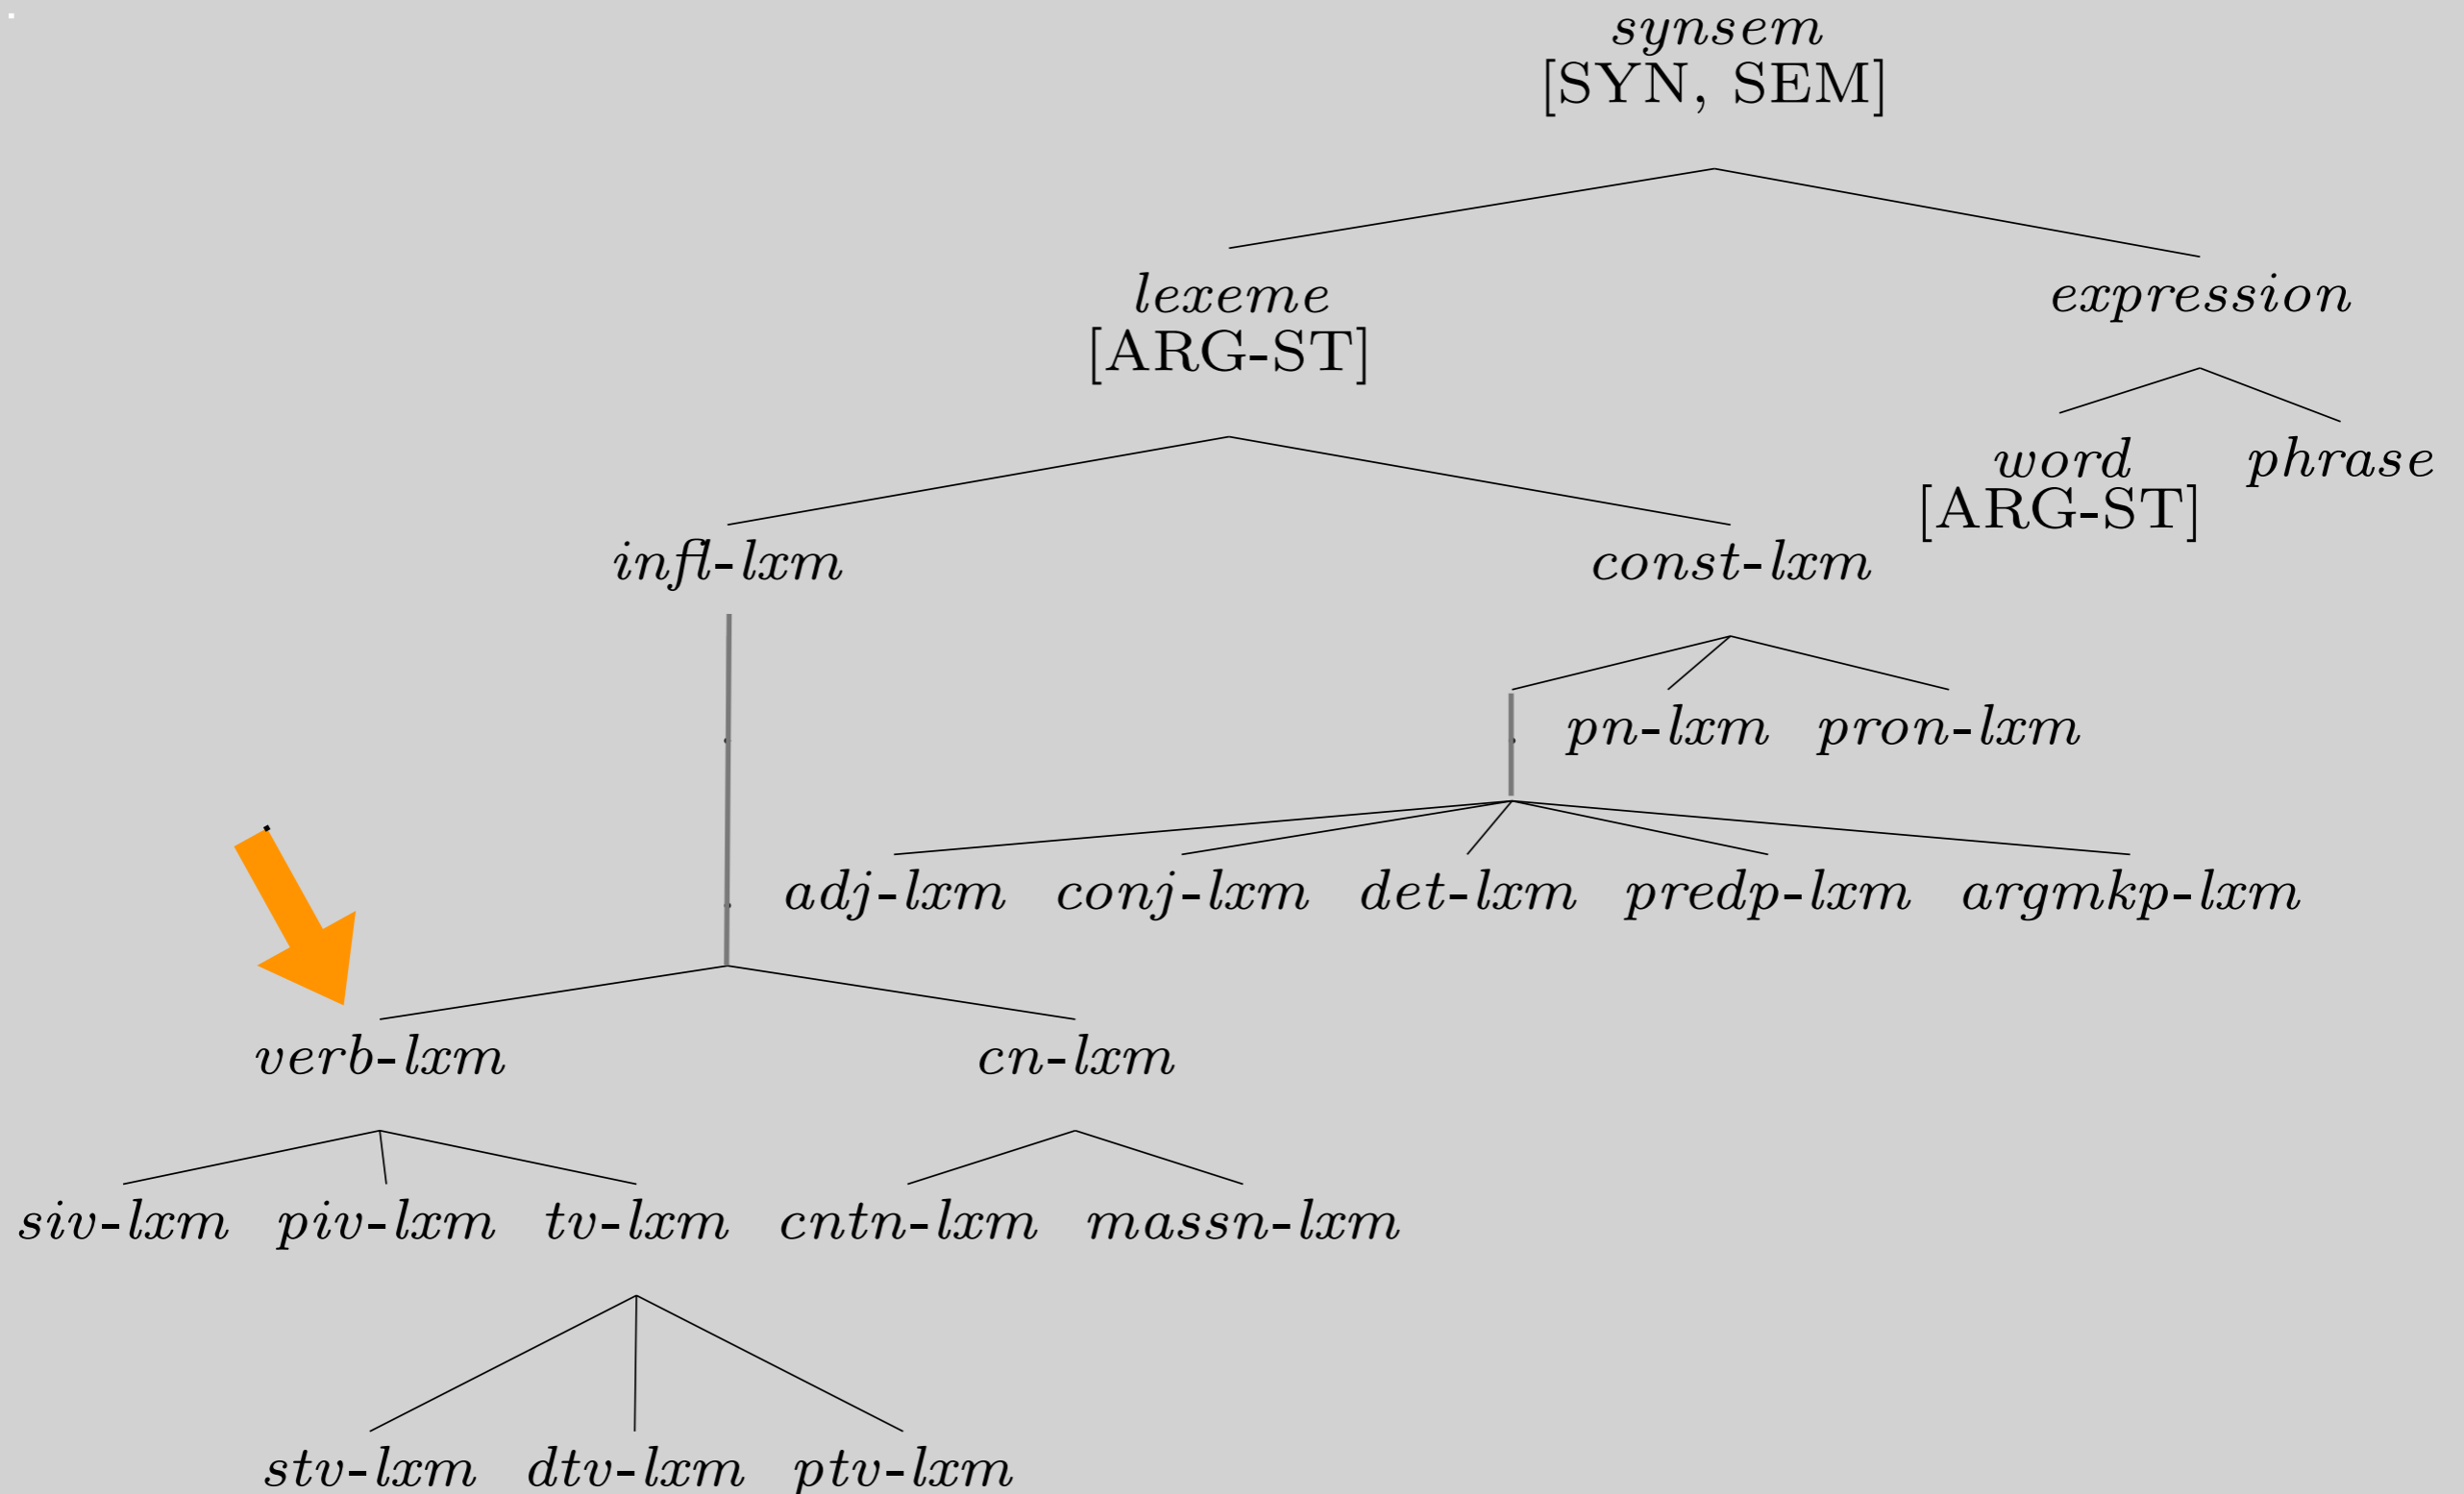 synsem
[SYN, SEM]
lexeme
[ARG-ST]
expression
word
[ARG-ST]
phrase
infl-lxm
const-lxm
pn-lxm pron-lxm
adj-lxm conj-lxm det-lxm predp-lxm argmkp-lxm
verb-lxm cn-lxm
siv-lxm piv-lxm tv-lxm cntn-lxm massn-lxm
stv-lxm dtv-lxm ptv-lxm